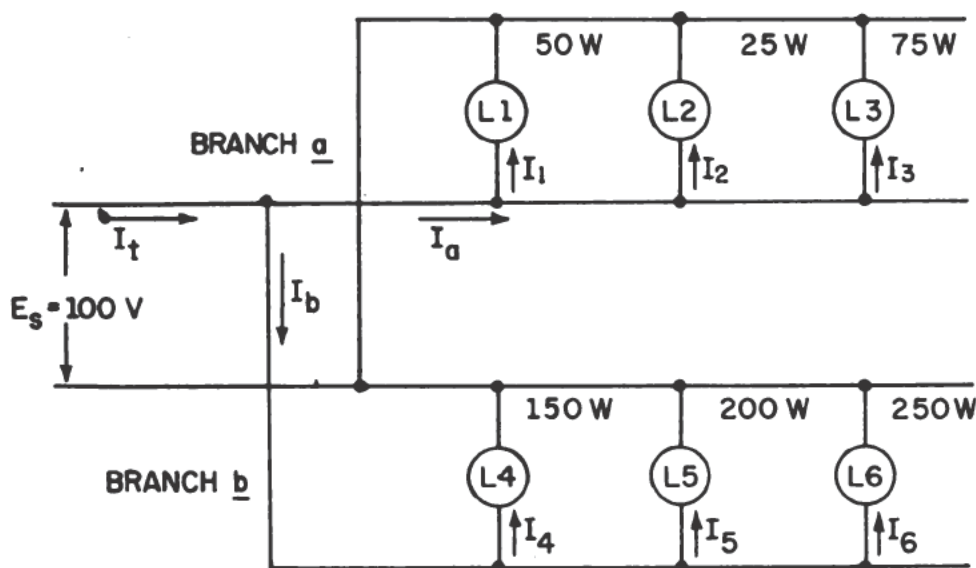 50 W 25 W 75 W
L1 L2 L3
BRANCH a
I1 I2 I3
It Ia
Ib
Es = 100 V
150 W 200 W 250 W
L4 L5 L6
BRANCH b
I4 I5 I6